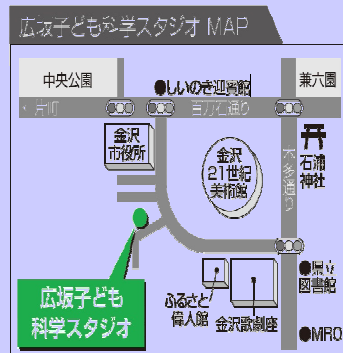 広坂子ども科学スタジオ MAP
中央公園
●しいのき迎賓館
兼六園
片町
百万石通り
金沢
市役所
金沢
21世紀
美術館
本多通り
石浦
神社
●県立
図書館
広坂子ども
科学スタジオ
ふるさと
偉人館
金沢歌劇座
●MRO